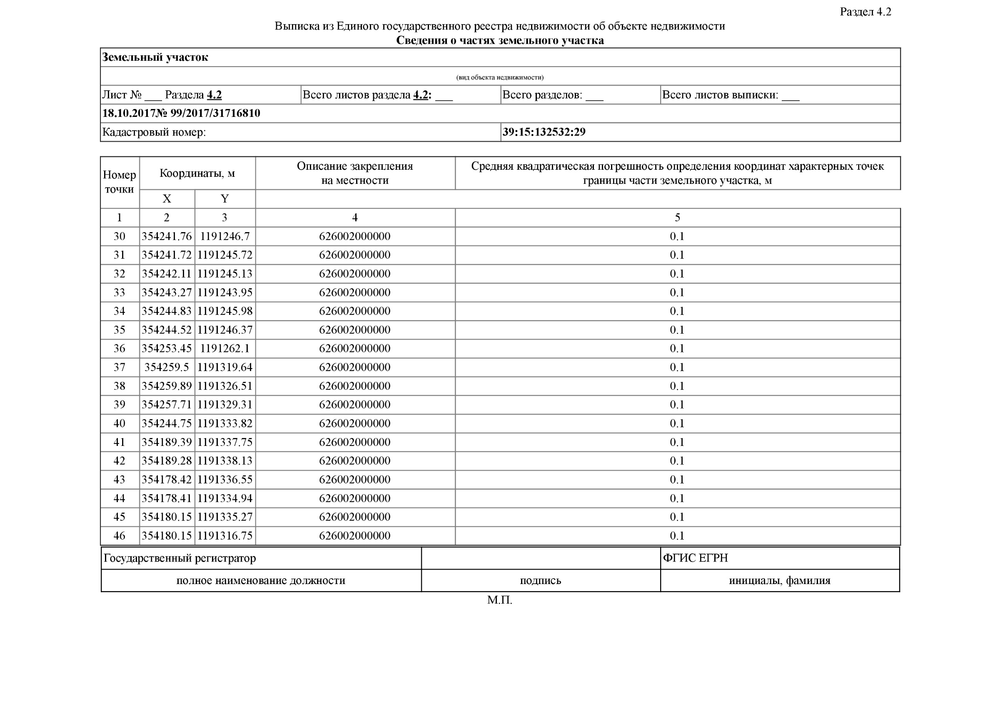 Раздел 4.2
Выписка из Единого государственного реестра недвижимости об объекте недвижимости
Сведения о частях земельного участка
Земельный участок
(вид объекта недвижимости)
Лист № ___ Раздела 4.2 Всего листов раздела 4.2: ___ Всего разделов: ___ Всего листов выписки: ___
18.10.2017№ 99/2017/31716810
Кадастровый номер: 39:15:132532:29
Номер точки Координаты, м Описание закрепления на местности Средняя квадратическая погрешность определения координат характерных точек границы части земельного участка, м
X Y
1 2 3 4 5
30 354241.76 1191246.7 626002000000 0.1
31 354241.72 1191245.72 626002000000 0.1
32 354242.11 1191245.13 626002000000 0.1
33 354243.27 1191243.95 626002000000 0.1
34 354244.83 1191245.98 626002000000 0.1
35 354244.52 1191246.37 626002000000 0.1
36 354253.45 1191262.1 626002000000 0.1
37 354259.5 1191319.64 626002000000 0.1
38 354259.89 1191326.51 626002000000 0.1
39 354257.71 1191329.31 626002000000 0.1
40 354244.75 1191333.82 626002000000 0.1
41 354189.39 1191337.75 626002000000 0.1
42 354189.28 1191338.13 626002000000 0.1
43 354178.42 1191336.55 626002000000 0.1
44 354178.41 1191334.94 626002000000 0.1
45 354180.15 1191335.27 626002000000 0.1
46 354180.15 1191316.75 626002000000 0.1
Государственный регистратор ФГИС ЕГРН
полное наименование должности подпись инициалы, фамилия
М.П.